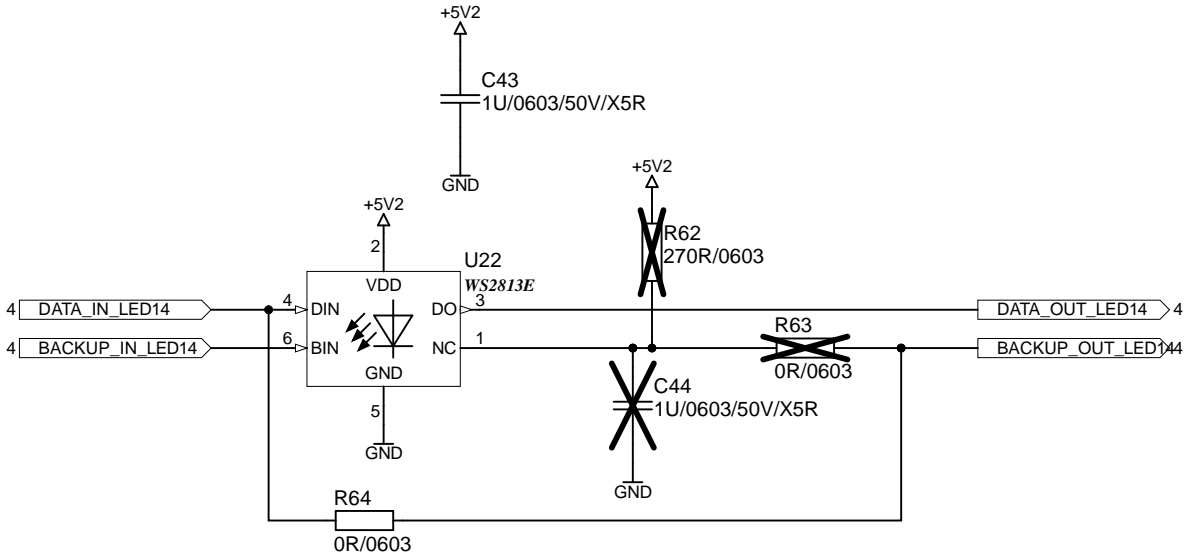 +5V2
C43
1U/0603/50V/X5R
GND
+5V2
R62
270R/0603
+5V2
2
U22
WS2813E
VDD
4 DATA_IN_LED14
4 DIN
DO 3
DATA_OUT_LED14 4
4 BACKUP_IN_LED14
6 BIN
NC 1
R63
0R/0603
BACKUP_OUT_LED14 4
GND
5
GND
C44
1U/0603/50V/X5R
GND
R64
0R/0603